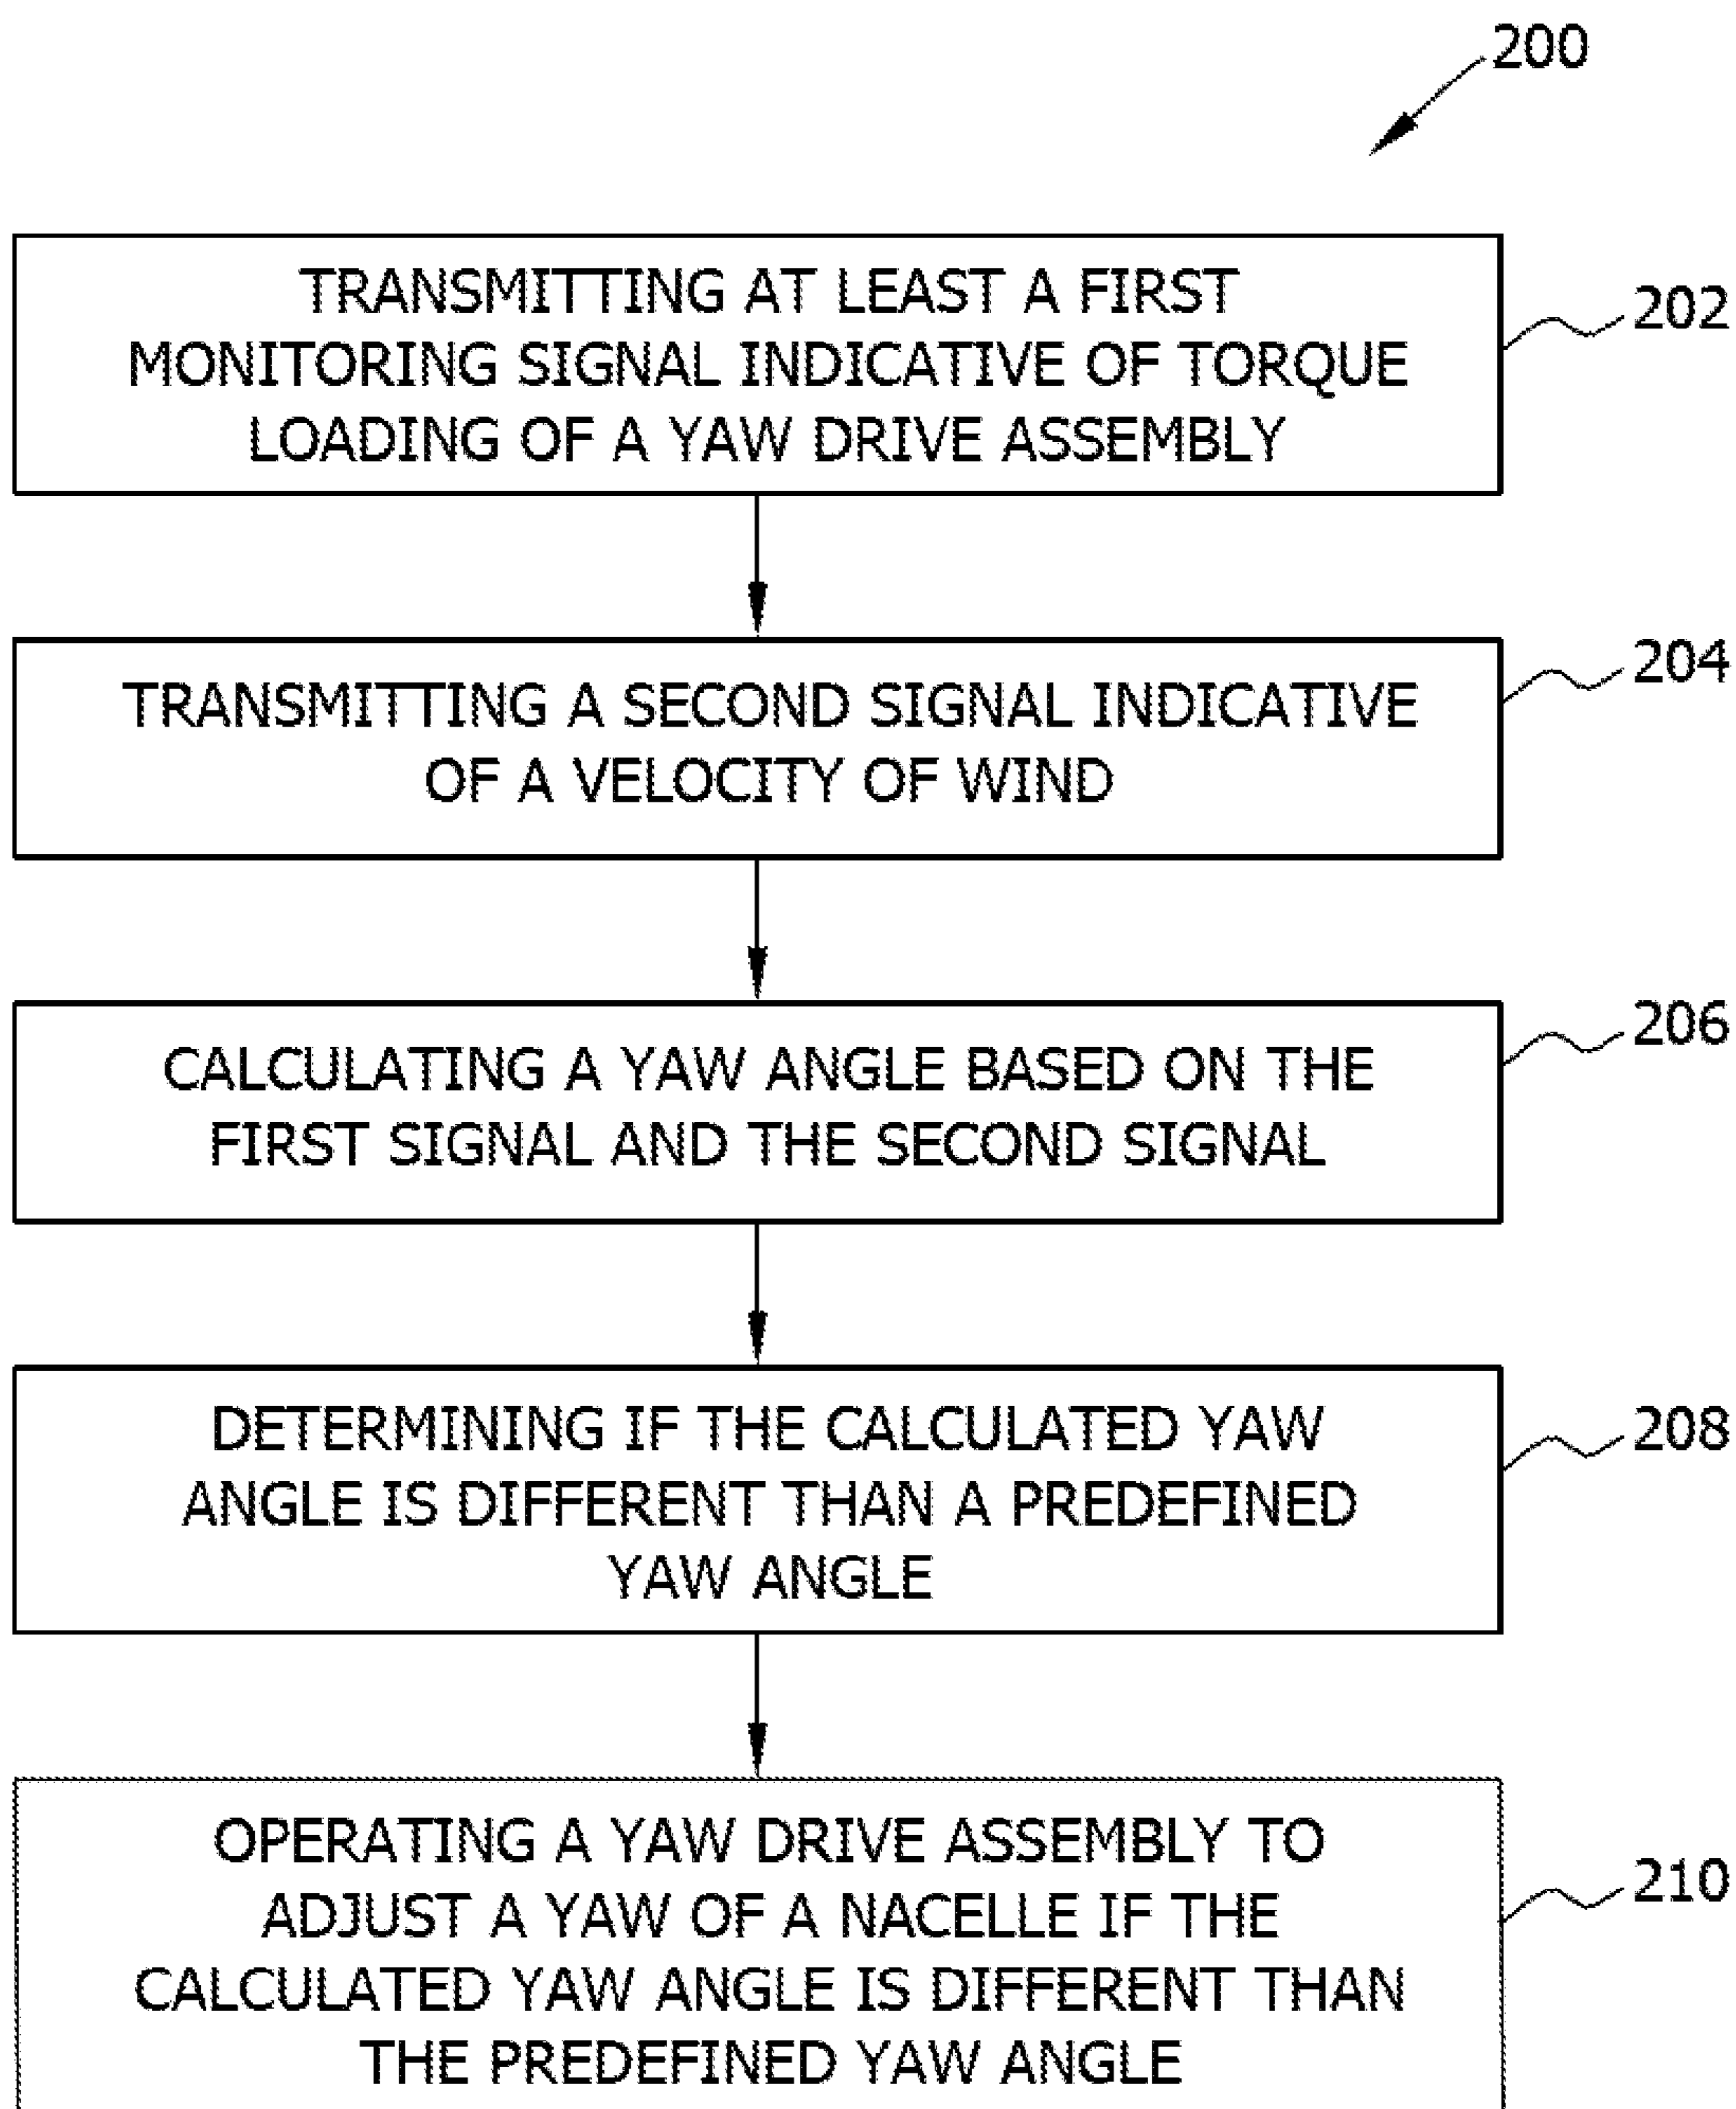 200
TRANSMITTING AT LEAST A FIRST
MONITORING SIGNAL INDICATIVE OF TORQUE
LOADING OF A YAW DRIVE ASSEMBLY
202
TRANSMITTING A SECOND SIGNAL INDICATIVE
OF A VELOCITY OF WIND
204
CALCULATING A YAW ANGLE BASED ON THE
FIRST SIGNAL AND THE SECOND SIGNAL
206
DETERMINING IF THE CALCULATED YAW
ANGLE IS DIFFERENT THAN A PREDEFINED
YAW ANGLE
208
OPERATING A YAW DRIVE ASSEMBLY TO
ADJUST A YAW OF A NACELLE IF THE
CALCULATED YAW ANGLE IS DIFFERENT THAN
THE PREDEFINED YAW ANGLE
210